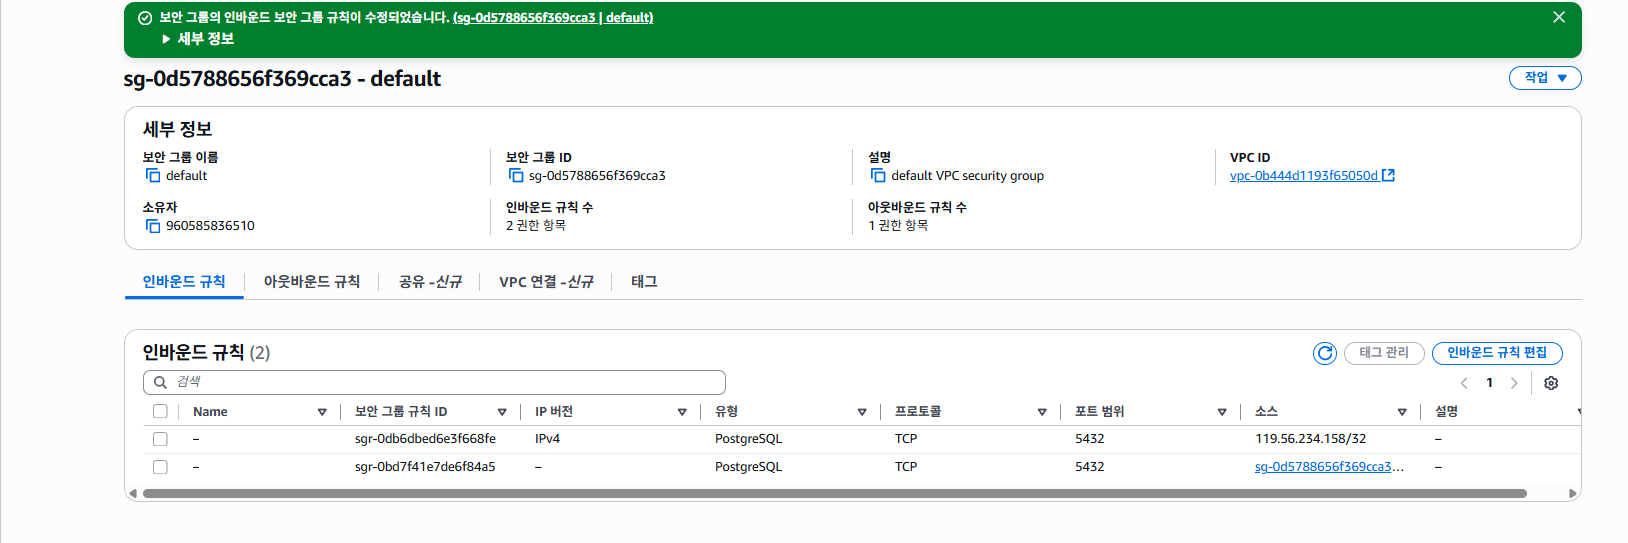 보안 그룹의 인바운드 보안 그룹 규칙이 수정되었습니다. (sg-0d5788656f369cca3 | default)
세부 정보
sg-0d5788656f369cca3 - default
작업
세부 정보
보안 그룹 이름
default
보안 그룹 ID
sg-0d5788656f369cca3
설명
default VPC security group
VPC ID
vpc-0b444d1193f65050d
소유자
960585836510
인바운드 규칙 수
2 권한 항목
아웃바운드 규칙 수
1 권한 항목
인바운드 규칙 아웃바운드 규칙 공유 -신규 VPC 연결 -신규 태그
인바운드 규칙 (2)
태그 관리 인바운드 규칙 편집
검색
1
Name 보안 그룹 규칙 ID IP 버전 유형 프로토콜 포트 범위 소스 설명
– sgr-0db6dbed6e3f668fe IPv4 PostgreSQL TCP 5432 119.56.234.158/32 –
– sgr-0bd7f41e7de6f84a5 – PostgreSQL TCP 5432 sg-0d5788656f369cca3... –